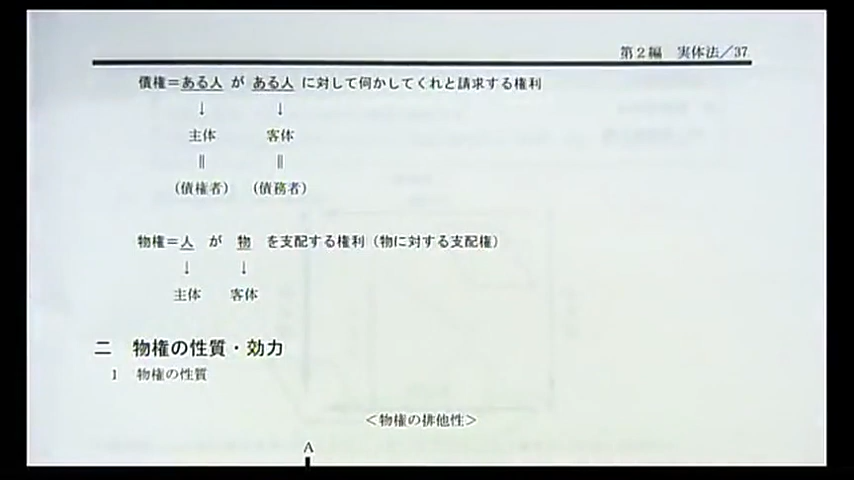 第2編 実体法／37
債権＝ある人 が ある人 に対して何かしてくれと請求する権利
↓ ↓
主体 客体
‖ ‖
（債権者） （債務者）
物権＝人 が 物 を支配する権利（物に対する支配権）
↓ ↓
主体 客体
二 物権の性質・効力
1 物権の性質
＜物権の排他性＞
A